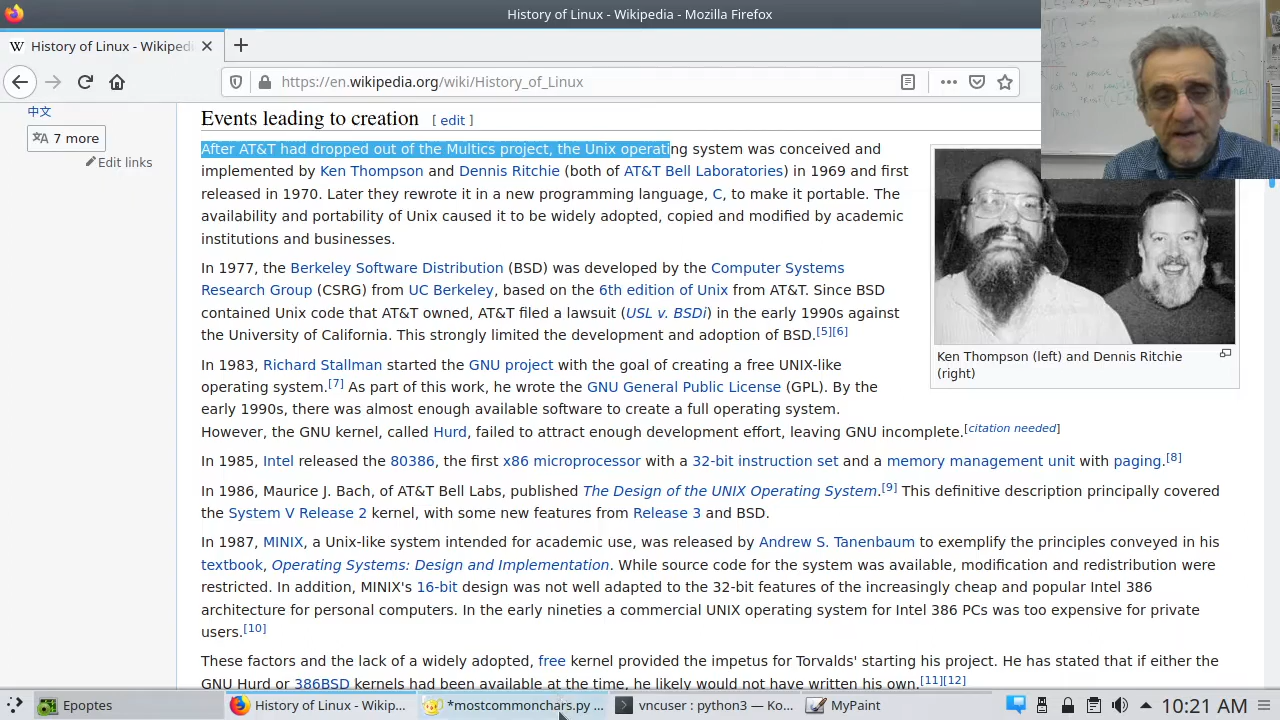 History of Linux - Wikipedia - Mozilla Firefox
W History of Linux - Wikipedi
https://en.wikipedia.org/wiki/History_of_Linux
中文
7 more
Edit links
Events leading to creation [ edit ]
After AT&T had dropped out of the Multics project, the Unix operating system was conceived and
implemented by Ken Thompson and Dennis Ritchie (both of AT&T Bell Laboratories) in 1969 and first
released in 1970. Later they rewrote it in a new programming language, C, to make it portable. The
availability and portability of Unix caused it to be widely adopted, copied and modified by academic
institutions and businesses.
In 1977, the Berkeley Software Distribution (BSD) was developed by the Computer Systems
Research Group (CSRG) from UC Berkeley, based on the 6th edition of Unix from AT&T. Since BSD
contained Unix code that AT&T owned, AT&T filed a lawsuit (USL v. BSDi) in the early 1990s against
the University of California. This strongly limited the development and adoption of BSD.[5][6]
Ken Thompson (left) and Dennis Ritchie
(right)
In 1983, Richard Stallman started the GNU project with the goal of creating a free UNIX-like
operating system.[7] As part of this work, he wrote the GNU General Public License (GPL). By the
early 1990s, there was almost enough available software to create a full operating system.
However, the GNU kernel, called Hurd, failed to attract enough development effort, leaving GNU incomplete.[citation needed]
In 1985, Intel released the 80386, the first x86 microprocessor with a 32-bit instruction set and a memory management unit with paging.[8]
In 1986, Maurice J. Bach, of AT&T Bell Labs, published The Design of the UNIX Operating System.[9] This definitive description principally covered
the System V Release 2 kernel, with some new features from Release 3 and BSD.
In 1987, MINIX, a Unix-like system intended for academic use, was released by Andrew S. Tanenbaum to exemplify the principles conveyed in his
textbook, Operating Systems: Design and Implementation. While source code for the system was available, modification and redistribution were
restricted. In addition, MINIX's 16-bit design was not well adapted to the 32-bit features of the increasingly cheap and popular Intel 386
architecture for personal computers. In the early nineties a commercial UNIX operating system for Intel 386 PCs was too expensive for private
users.[10]
These factors and the lack of a widely adopted, free kernel provided the impetus for Torvalds' starting his project. He has stated that if either the
GNU Hurd or 386BSD kernels had been available at the time, he likely would not have written his own.[11][12]
Epoptes
History of Linux - Wikip...
*mostcommonchars.py ...
vncuser : python3 — Ko...
MyPaint
10:21 AM